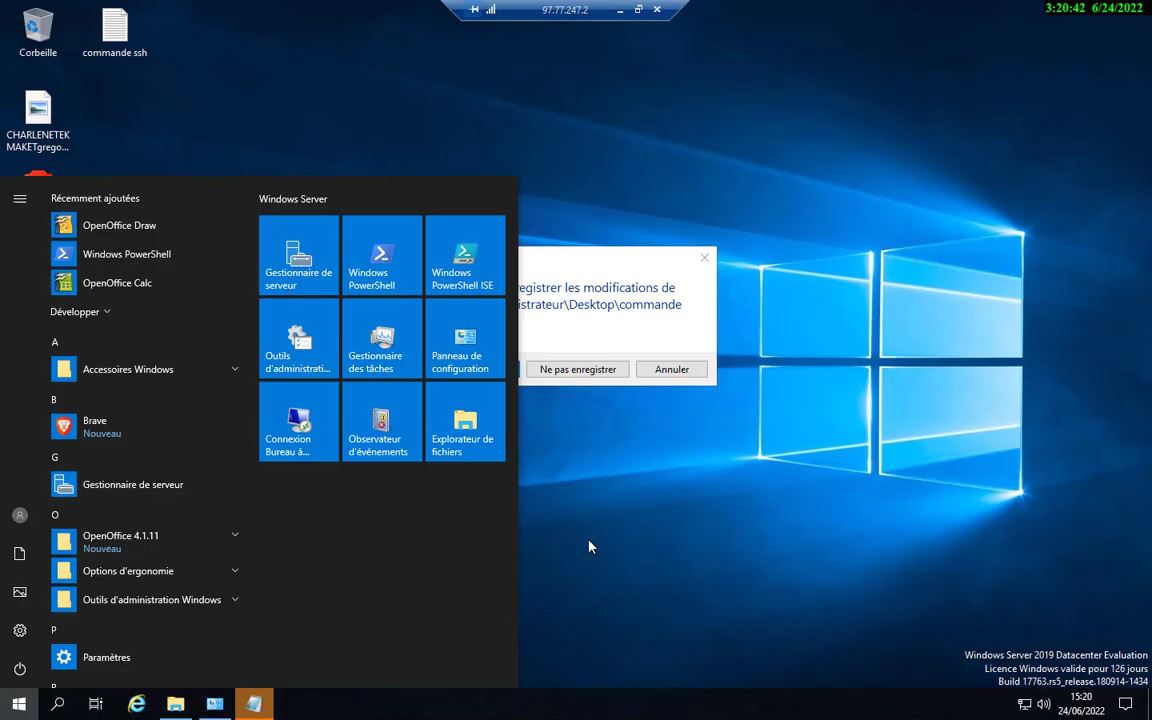 97.77.247.2
3:20:42 6/24/2022
Corbeille
commande ssh
CHARLENETEK
MAKETgrego...
Récemment ajoutées
OpenOffice Draw
Windows PowerShell
OpenOffice Calc
Développer
A
Accessoires Windows
B
Brave
Nouveau
G
Gestionnaire de serveur
O
OpenOffice 4.1.11
Nouveau
Options d'ergonomie
Outils d'administration Windows
P
Paramètres
Windows Server
Gestionnaire de
serveur
Windows
PowerShell
Windows
PowerShell ISE
Outils
d'administrati...
Gestionnaire
des tâches
Panneau de
configuration
Connexion
Bureau à...
Observateur
d'événements
Explorateur de
fichiers
egistrer les modifications de
istrateur\Desktop\commande
Ne pas enregistrer
Annuler
Windows Server 2019 Datacenter Evaluation
Licence Windows valide pour 126 jours
Build 17763.rs5_release.180914-1434
15:20
24/06/2022